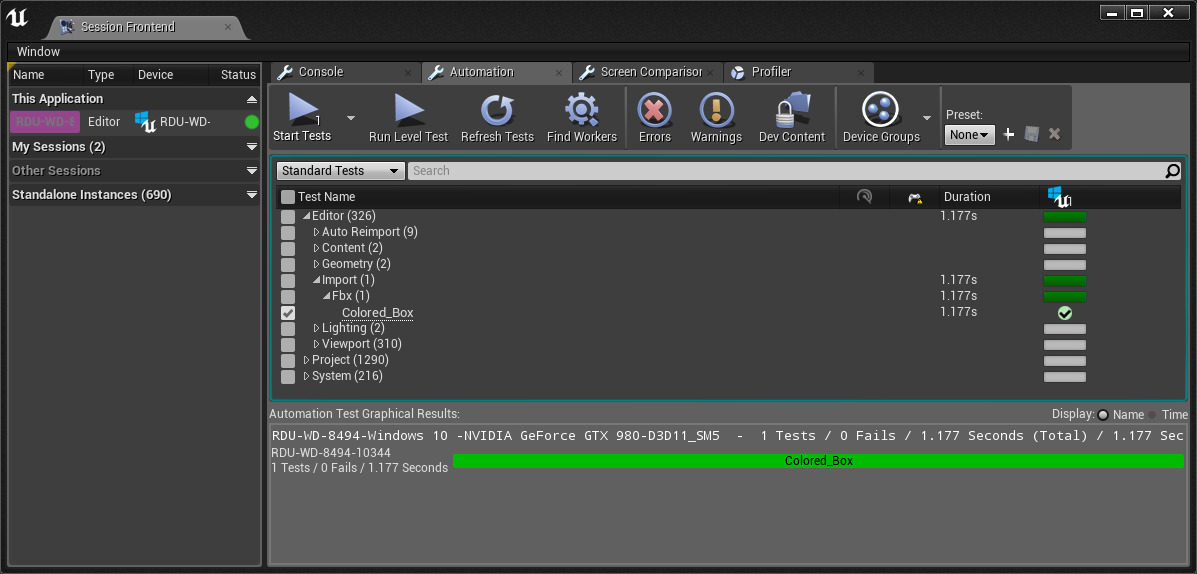 Session Frontend
Window
Name Type Device Status
This Application
RDU-WD-E Editor RDU-WD-
My Sessions (2)
Other Sessions
Standalone Instances (690)
Console Automation Screen Comparisor Profiler
1
Start Tests Run Level Test Refresh Tests Find Workers Errors Warnings Dev Content Device Groups
Preset:
None
Standard Tests Search
Test Name Duration 1
Editor (326) 1.177s
Auto Reimport (9)
Content (2)
Geometry (2)
Import (1) 1.177s
Fbx (1) 1.177s
Colored_Box 1.177s
Lighting (2)
Viewport (310)
Project (1290)
System (216)
Automation Test Graphical Results: Display: Name Time
RDU-WD-8494-Windows 10 -NVIDIA GeForce GTX 980-D3D11_SM5 - 1 Tests / 0 Fails / 1.177 Seconds (Total) / 1.177 Sec
RDU-WD-8494-10344
1 Tests / 0 Fails / 1.177 Seconds
Colored_Box